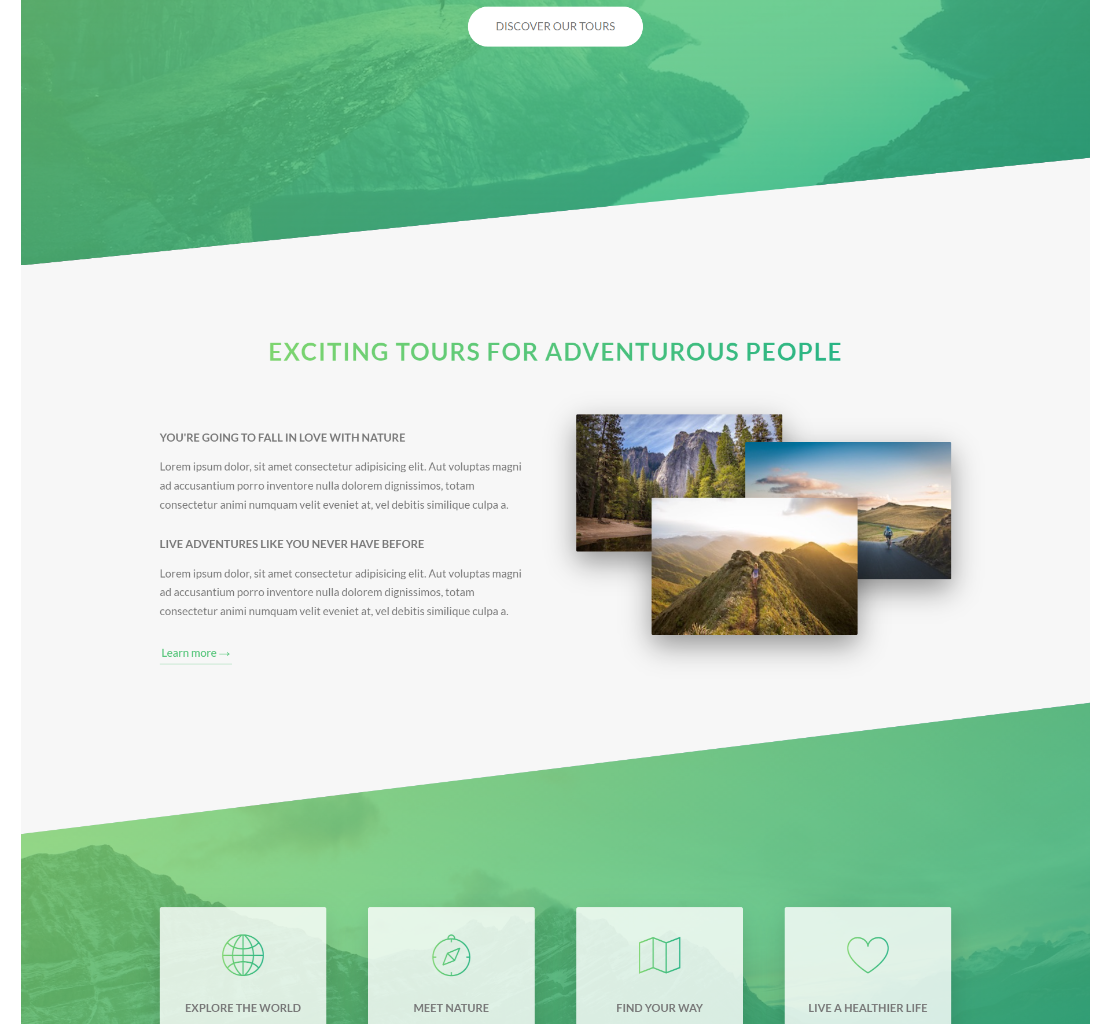 DISCOVER OUR TOURS
EXCITING TOURS FOR ADVENTUROUS PEOPLE
YOU'RE GOING TO FALL IN LOVE WITH NATURE
Lorem ipsum dolor, sit amet consectetur adipisicing elit. Aut voluptas magni
ad accusantium porro inventore nulla dolorem dignissimos, totam
consectetur animi numquam velit eveniet at, vel debitis similique culpa a.
LIVE ADVENTURES LIKE YOU NEVER HAVE BEFORE
Lorem ipsum dolor, sit amet consectetur adipisicing elit. Aut voluptas magni
ad accusantium porro inventore nulla dolorem dignissimos, totam
consectetur animi numquam velit eveniet at, vel debitis similique culpa a.
Learn more →
EXPLORE THE WORLD
MEET NATURE
FIND YOUR WAY
LIVE A HEALTHIER LIFE